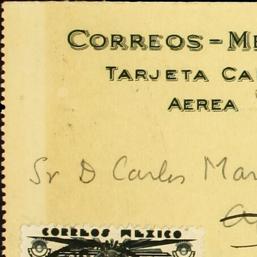 CORREOS-ME
TARJETA CA
AEREA
Sr D Carlos Mar
CORREOS MEXICO